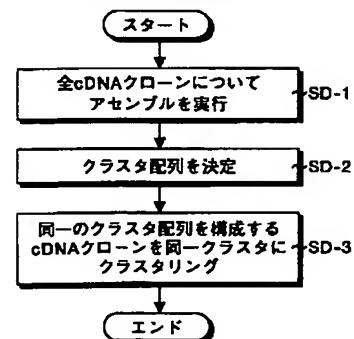 スタート
全cDNAクローンについて
アセンブルを実行
SD-1
クラスタ配列を決定
SD-2
同一のクラスタ配列を構成する
cDNAクローンを同一クラスタに
クラスタリング
SD-3
エンド